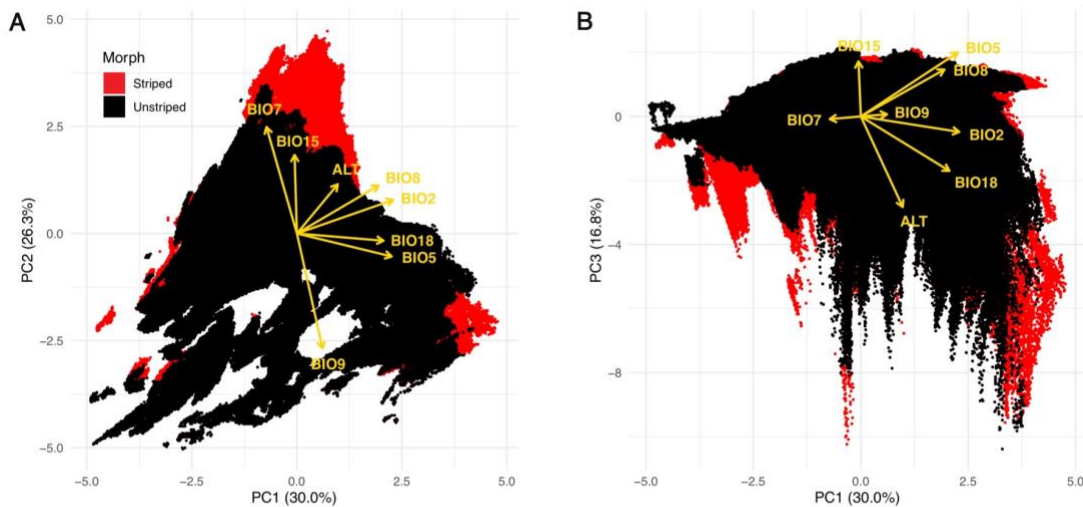 A
Morph
Striped
Unstriped
5.0
2.5
0.0
−2.5
−5.0
PC2 (26.3%)
BIO7
BIO15
ALT
BIO8
BIO2
BIO18
BIO5
BIO9
−5.0
−2.5
0.0
2.5
5.0
PC1 (30.0%)
B
0
−4
−8
PC3 (16.8%)
BIO15
BIO5
BIO8
BIO9
BIO7
BIO2
BIO18
ALT
−5.0
−2.5
0.0
2.5
5.0
PC1 (30.0%)